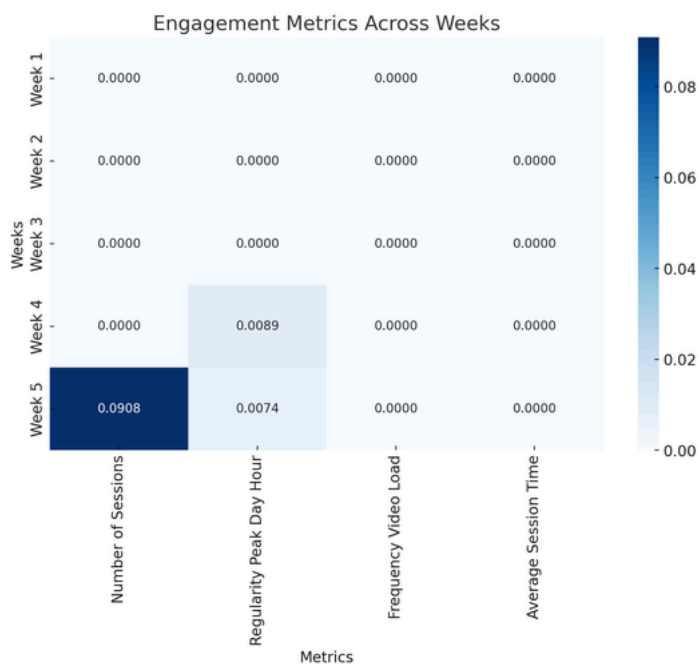 Engagement Metrics Across Weeks
Week 1
0.0000 0.0000 0.0000 0.0000
Week 2
0.0000 0.0000 0.0000 0.0000
Weeks
Week 3
0.0000 0.0000 0.0000 0.0000
Week 4
0.0000 0.0089 0.0000 0.0000
Week 5
0.0908 0.0074 0.0000 0.0000
Number of Sessions
Regularity Peak Day Hour
Frequency Video Load
Average Session Time
Metrics
0.08
0.06
0.04
0.02
0.00